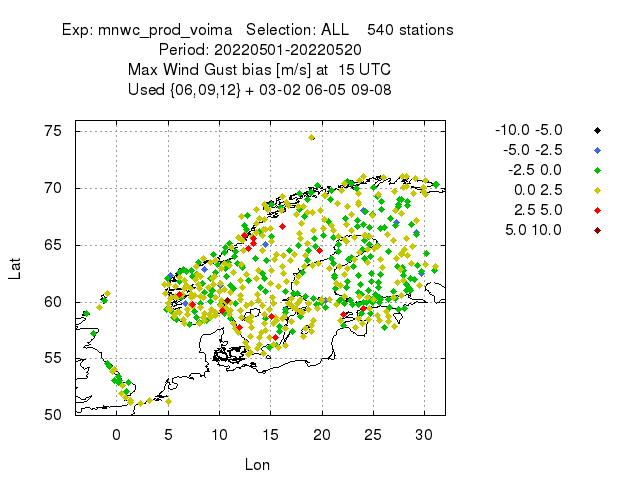 Exp: mnwc_prod_voima   Selection: ALL    540 stations
Period: 20220501-20220520
Max Wind Gust bias [m/s] at  15 UTC
Used {06,09,12} + 03-02 06-05 09-08
-10.0 -5.0
-5.0 -2.5
-2.5 0.0
0.0 2.5
2.5 5.0
5.0 10.0
75
70
65
60
55
50
Lat
0 5 10 15 20 25 30
Lon